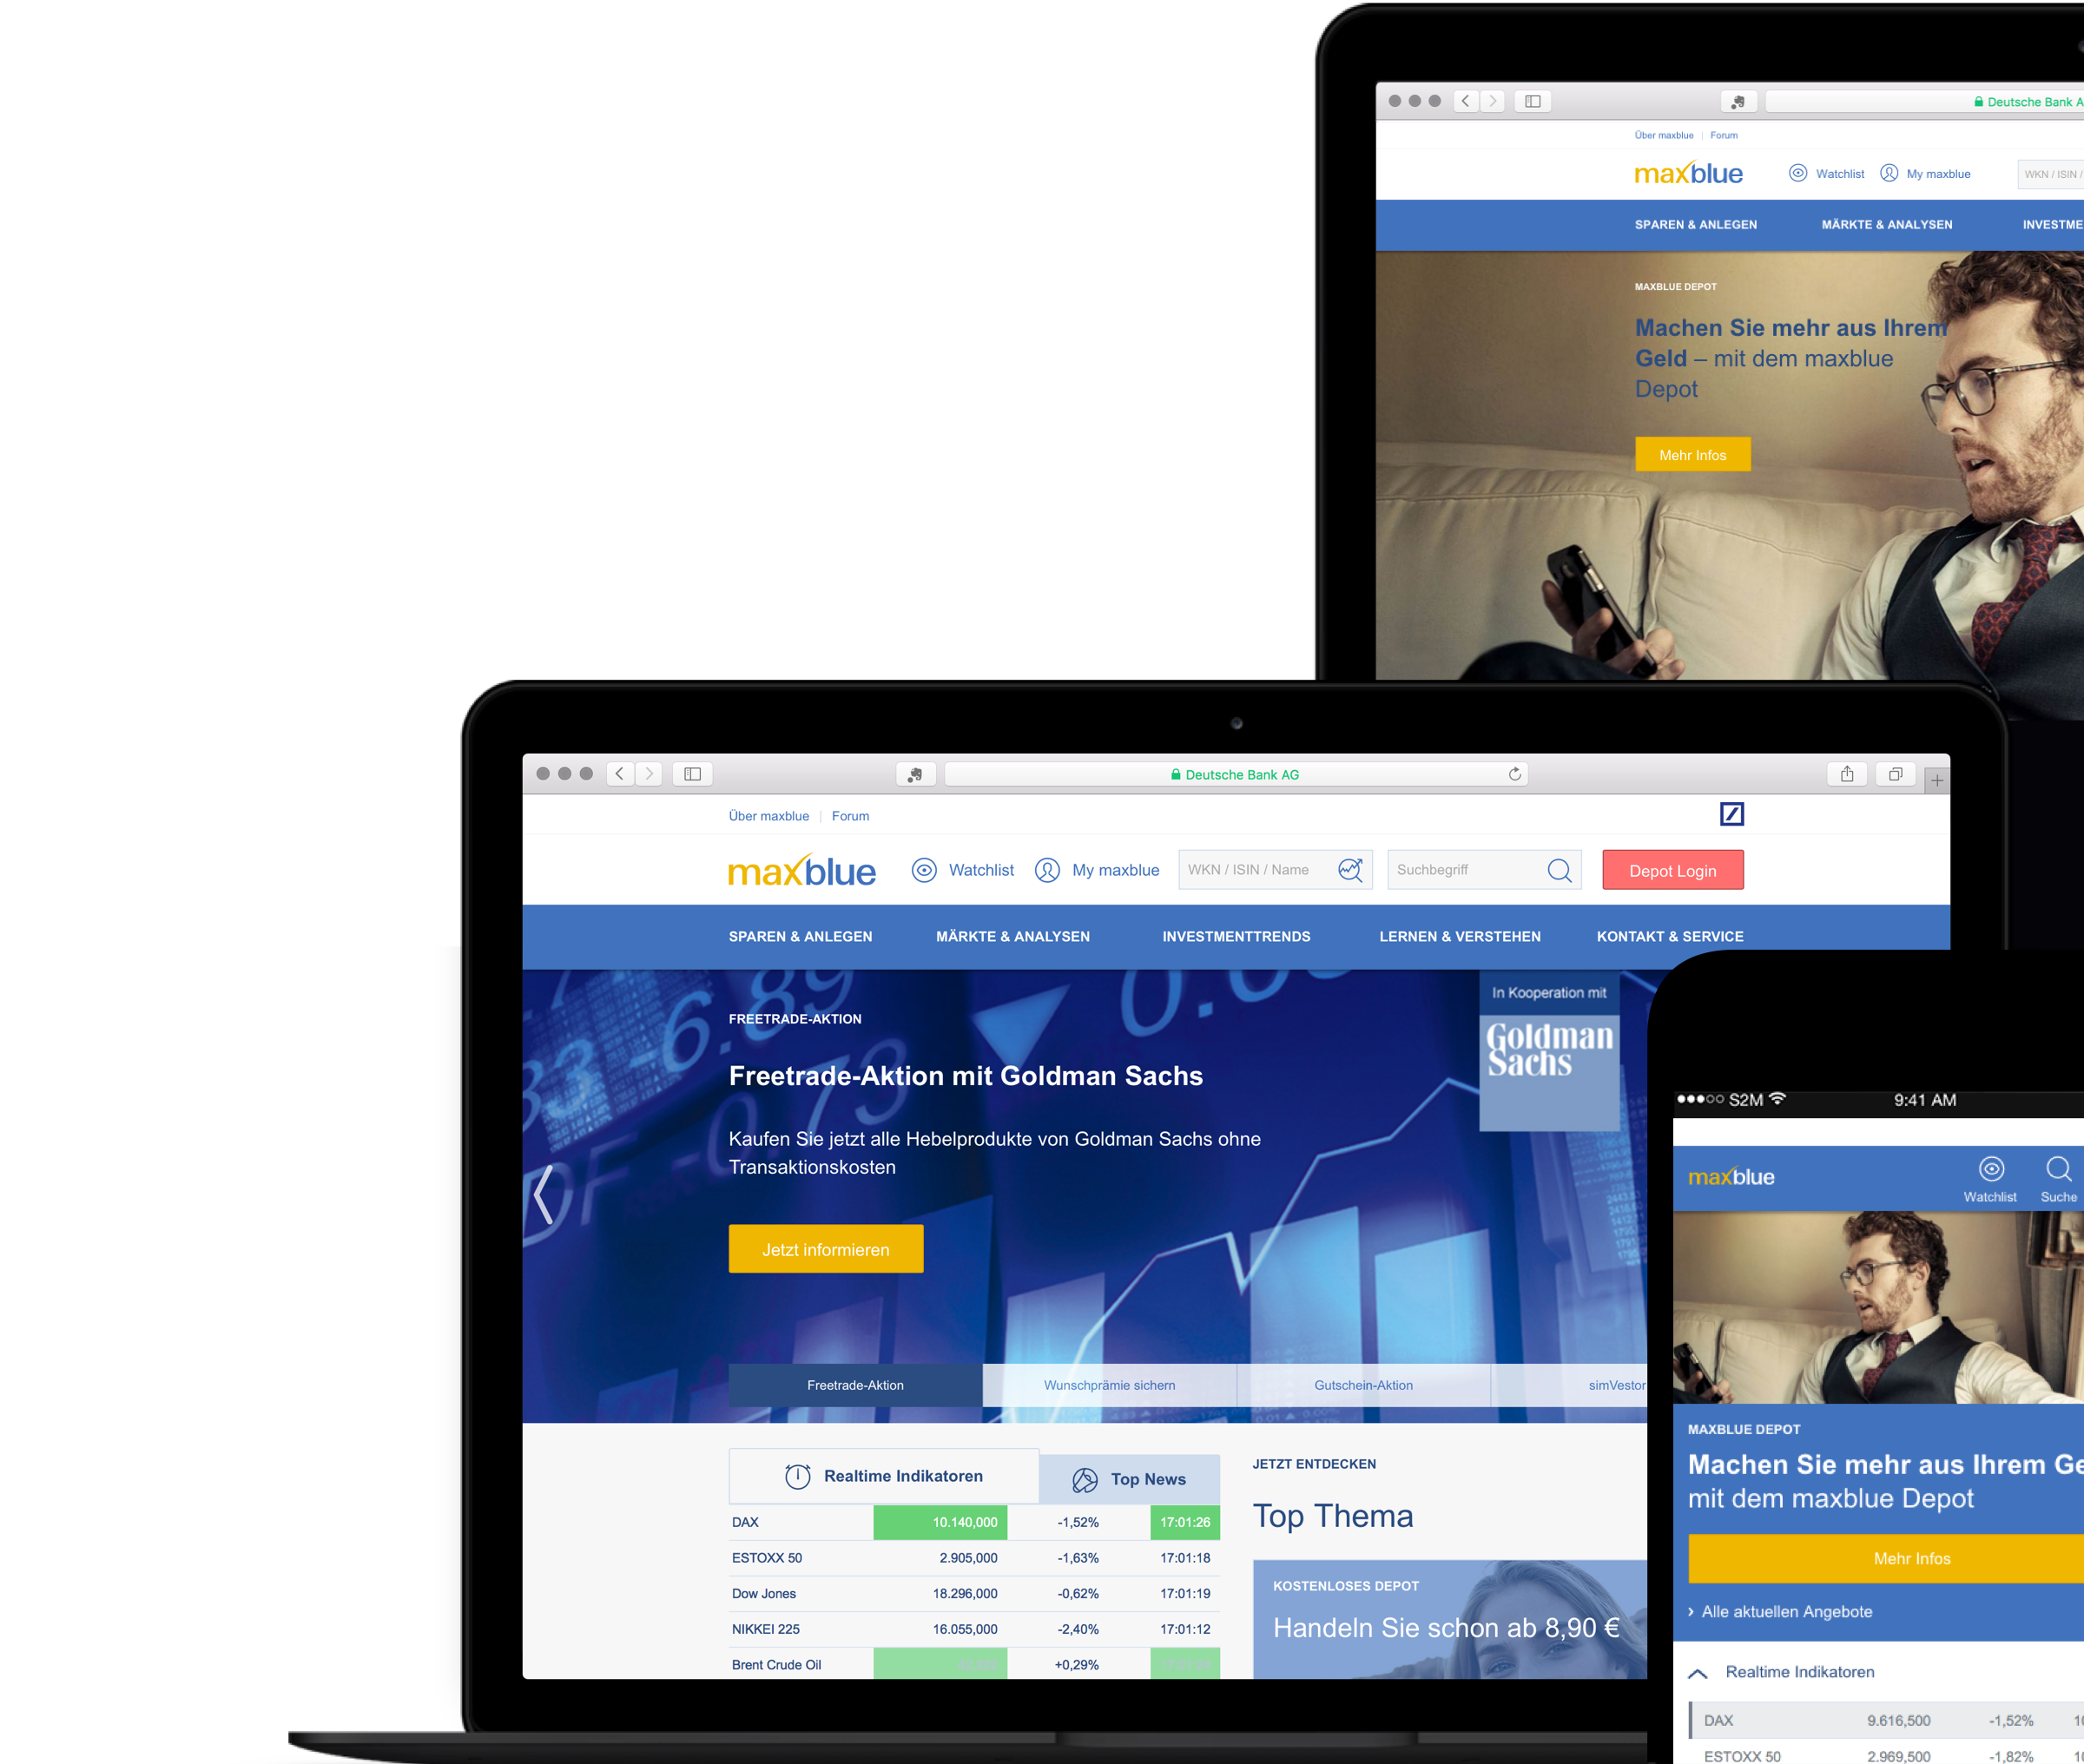 Deutsche Bank A
Über maxblue | Forum
maxblue
Watchlist
My maxblue
WKN / ISIN /
SPAREN & ANLEGEN
MÄRKTE & ANALYSEN
INVESTME
MAXBLUE DEPOT
Machen Sie mehr aus Ihrem
Geld – mit dem maxblue
Depot
Mehr Infos
Deutsche Bank AG
Über maxblue | Forum
maxblue
Watchlist
My maxblue
WKN / ISIN / Name
Suchbegriff
Depot Login
SPAREN & ANLEGEN
MÄRKTE & ANALYSEN
INVESTMENTTRENDS
LERNEN & VERSTEHEN
KONTAKT & SERVICE
FREETRADE-AKTION
Freetrade-Aktion mit Goldman Sachs
Kaufen Sie jetzt alle Hebelprodukte von Goldman Sachs ohne
Transaktionskosten
Jetzt informieren
In Kooperation mit
Goldman
Sachs
Freetrade-Aktion
Wunschprämie sichern
Gutschein-Aktion
simVestor
Realtime Indikatoren
Top News
DAX 10.140,000 -1,52% 17:01:26
ESTOXX 50 2.905,000 -1,63% 17:01:18
Dow Jones 18.296,000 -0,62% 17:01:19
NIKKEI 225 16.055,000 -2,40% 17:01:12
Brent Crude Oil +0,29%
JETZT ENTDECKEN
Top Thema
KOSTENLOSES DEPOT
Handeln Sie schon ab 8,90 €
S2M 9:41 AM
maxblue
Watchlist
Suche
MAXBLUE DEPOT
Machen Sie mehr aus Ihrem Ge
mit dem maxblue Depot
Mehr Infos
› Alle aktuellen Angebote
Realtime Indikatoren
DAX 9.616,500 -1,52% 1
ESTOXX 50 2.969,500 -1,82% 1